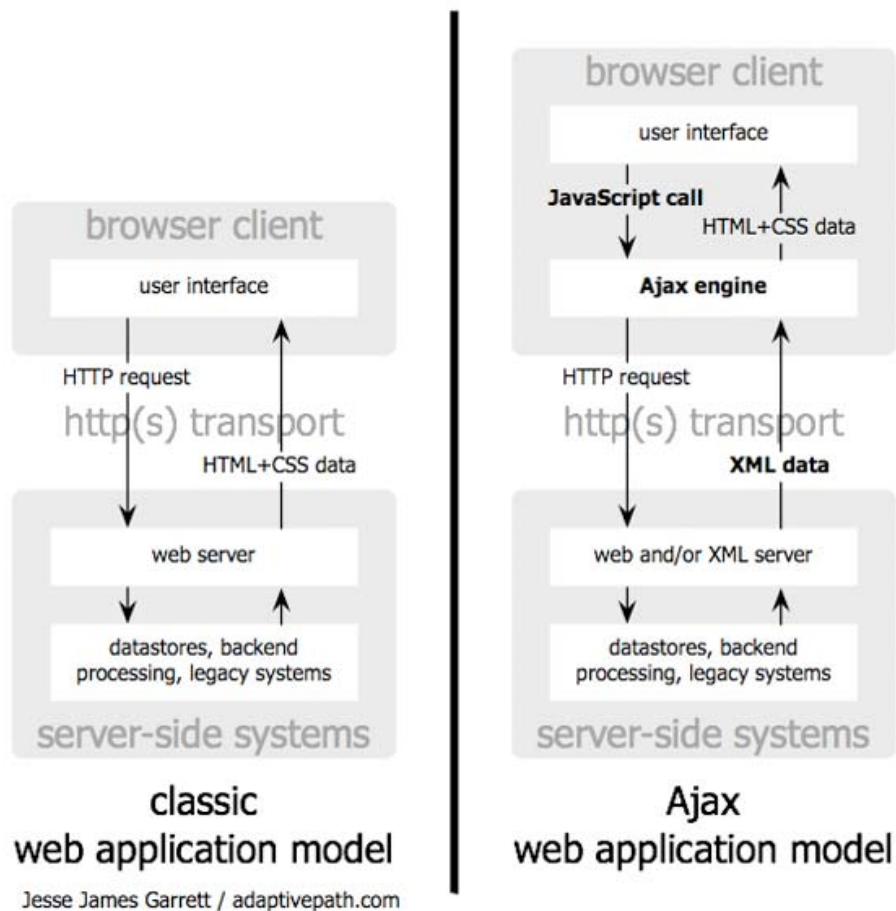 browser client
user interface
HTTP request
http(s) transport
HTML+CSS data
web server
datastores, backend
processing, legacy systems
server-side systems
classic
web application model
Jesse James Garrett / adaptivepath.com
browser client
user interface
JavaScript call
HTML+CSS data
Ajax engine
HTTP request
http(s) transport
XML data
web and/or XML server
datastores, backend
processing, legacy systems
server-side systems
Ajax
web application model